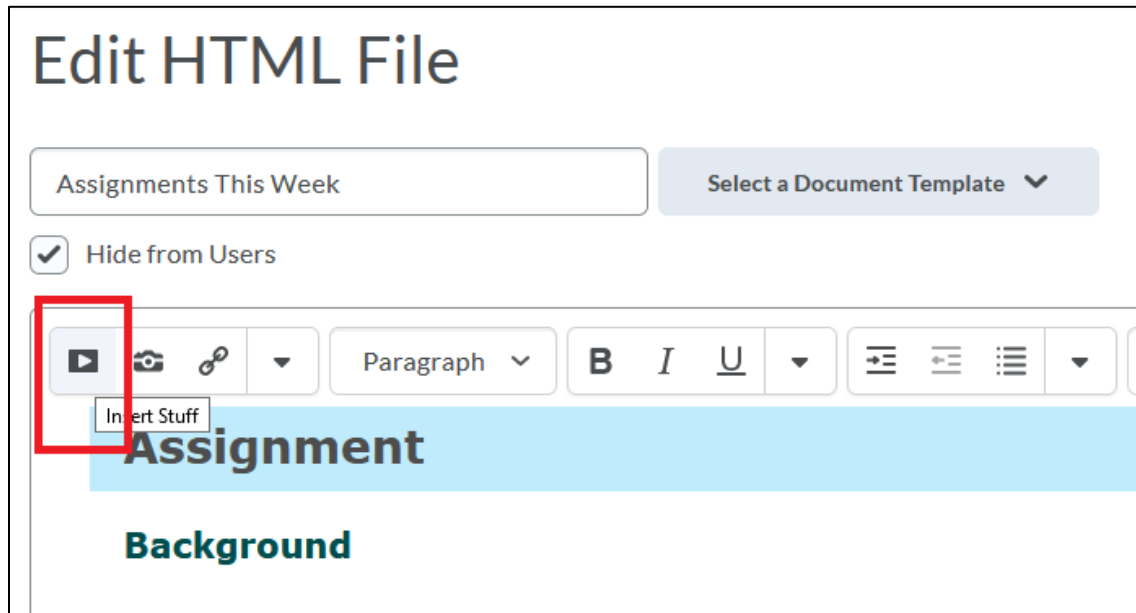 Edit HTML File
Assignments This Week
Select a Document Template
Hide from Users
Paragraph B I U
Insert Stuff
Assignment
Background